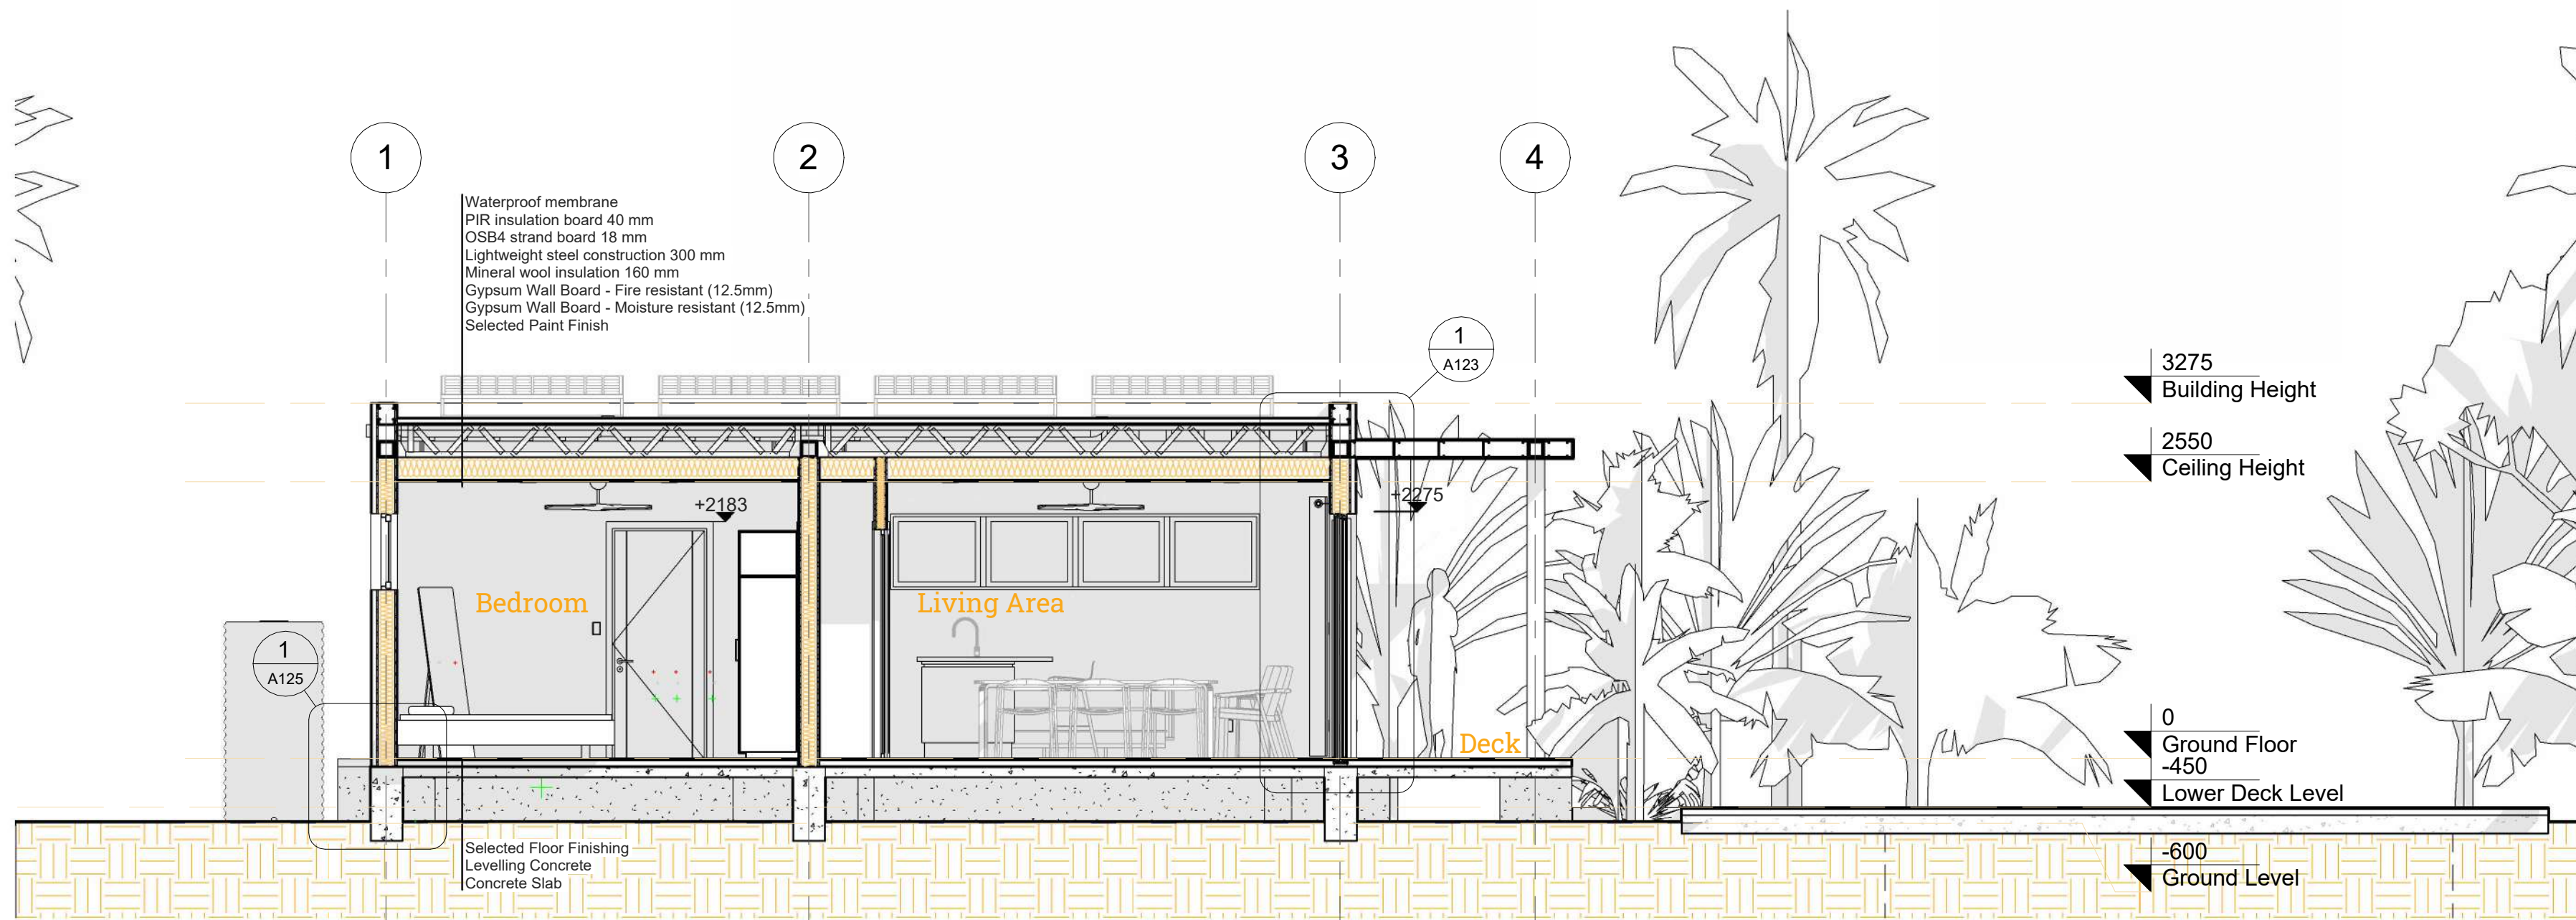 1
2
3
4
Waterproof membrane
PIR insulation board 40 mm
OSB4 strand board 18 mm
Lightweight steel construction 300 mm
Mineral wool insulation 160 mm
Gypsum Wall Board - Fire resistant (12.5mm)
Gypsum Wall Board - Moisture resistant (12.5mm)
Selected Paint Finish
1
A123
3275
Building Height
2550
Ceiling Height
+2183
+2275
Bedroom
Living Area
1
A125
Deck
0
Ground Floor
-450
Lower Deck Level
Selected Floor Finishing
Levelling Concrete
Concrete Slab
-600
Ground Level